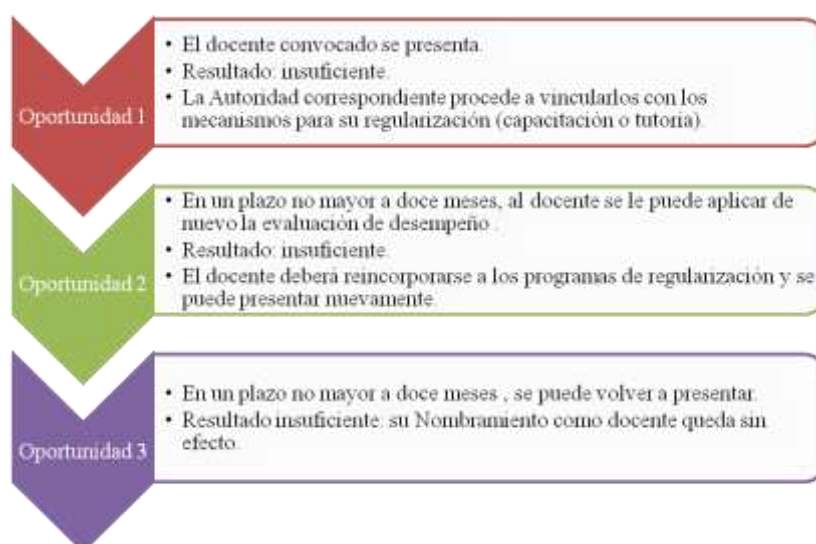 Oportunidad 1
• El docente convocado se presenta.
• Resultado: insuficiente.
• La Autoridad correspondiente procede a vincularlos con los
mecanismos para su regularización (capacitación o tutoria).
Oportunidad 2
• En un plazo no mayor a doce meses, al docente se le puede aplicar de
nuevo la evaluación de desempeño .
• Resultado: insuficiente.
• El docente deberá reincorporarse a los programas de regularización y se
puede presentar nuevamente.
Oportunidad 3
• En un plazo no mayor a doce meses , se puede volver a presentar.
• Resultado insuficiente: su Nombramiento como docente queda sin
efecto.